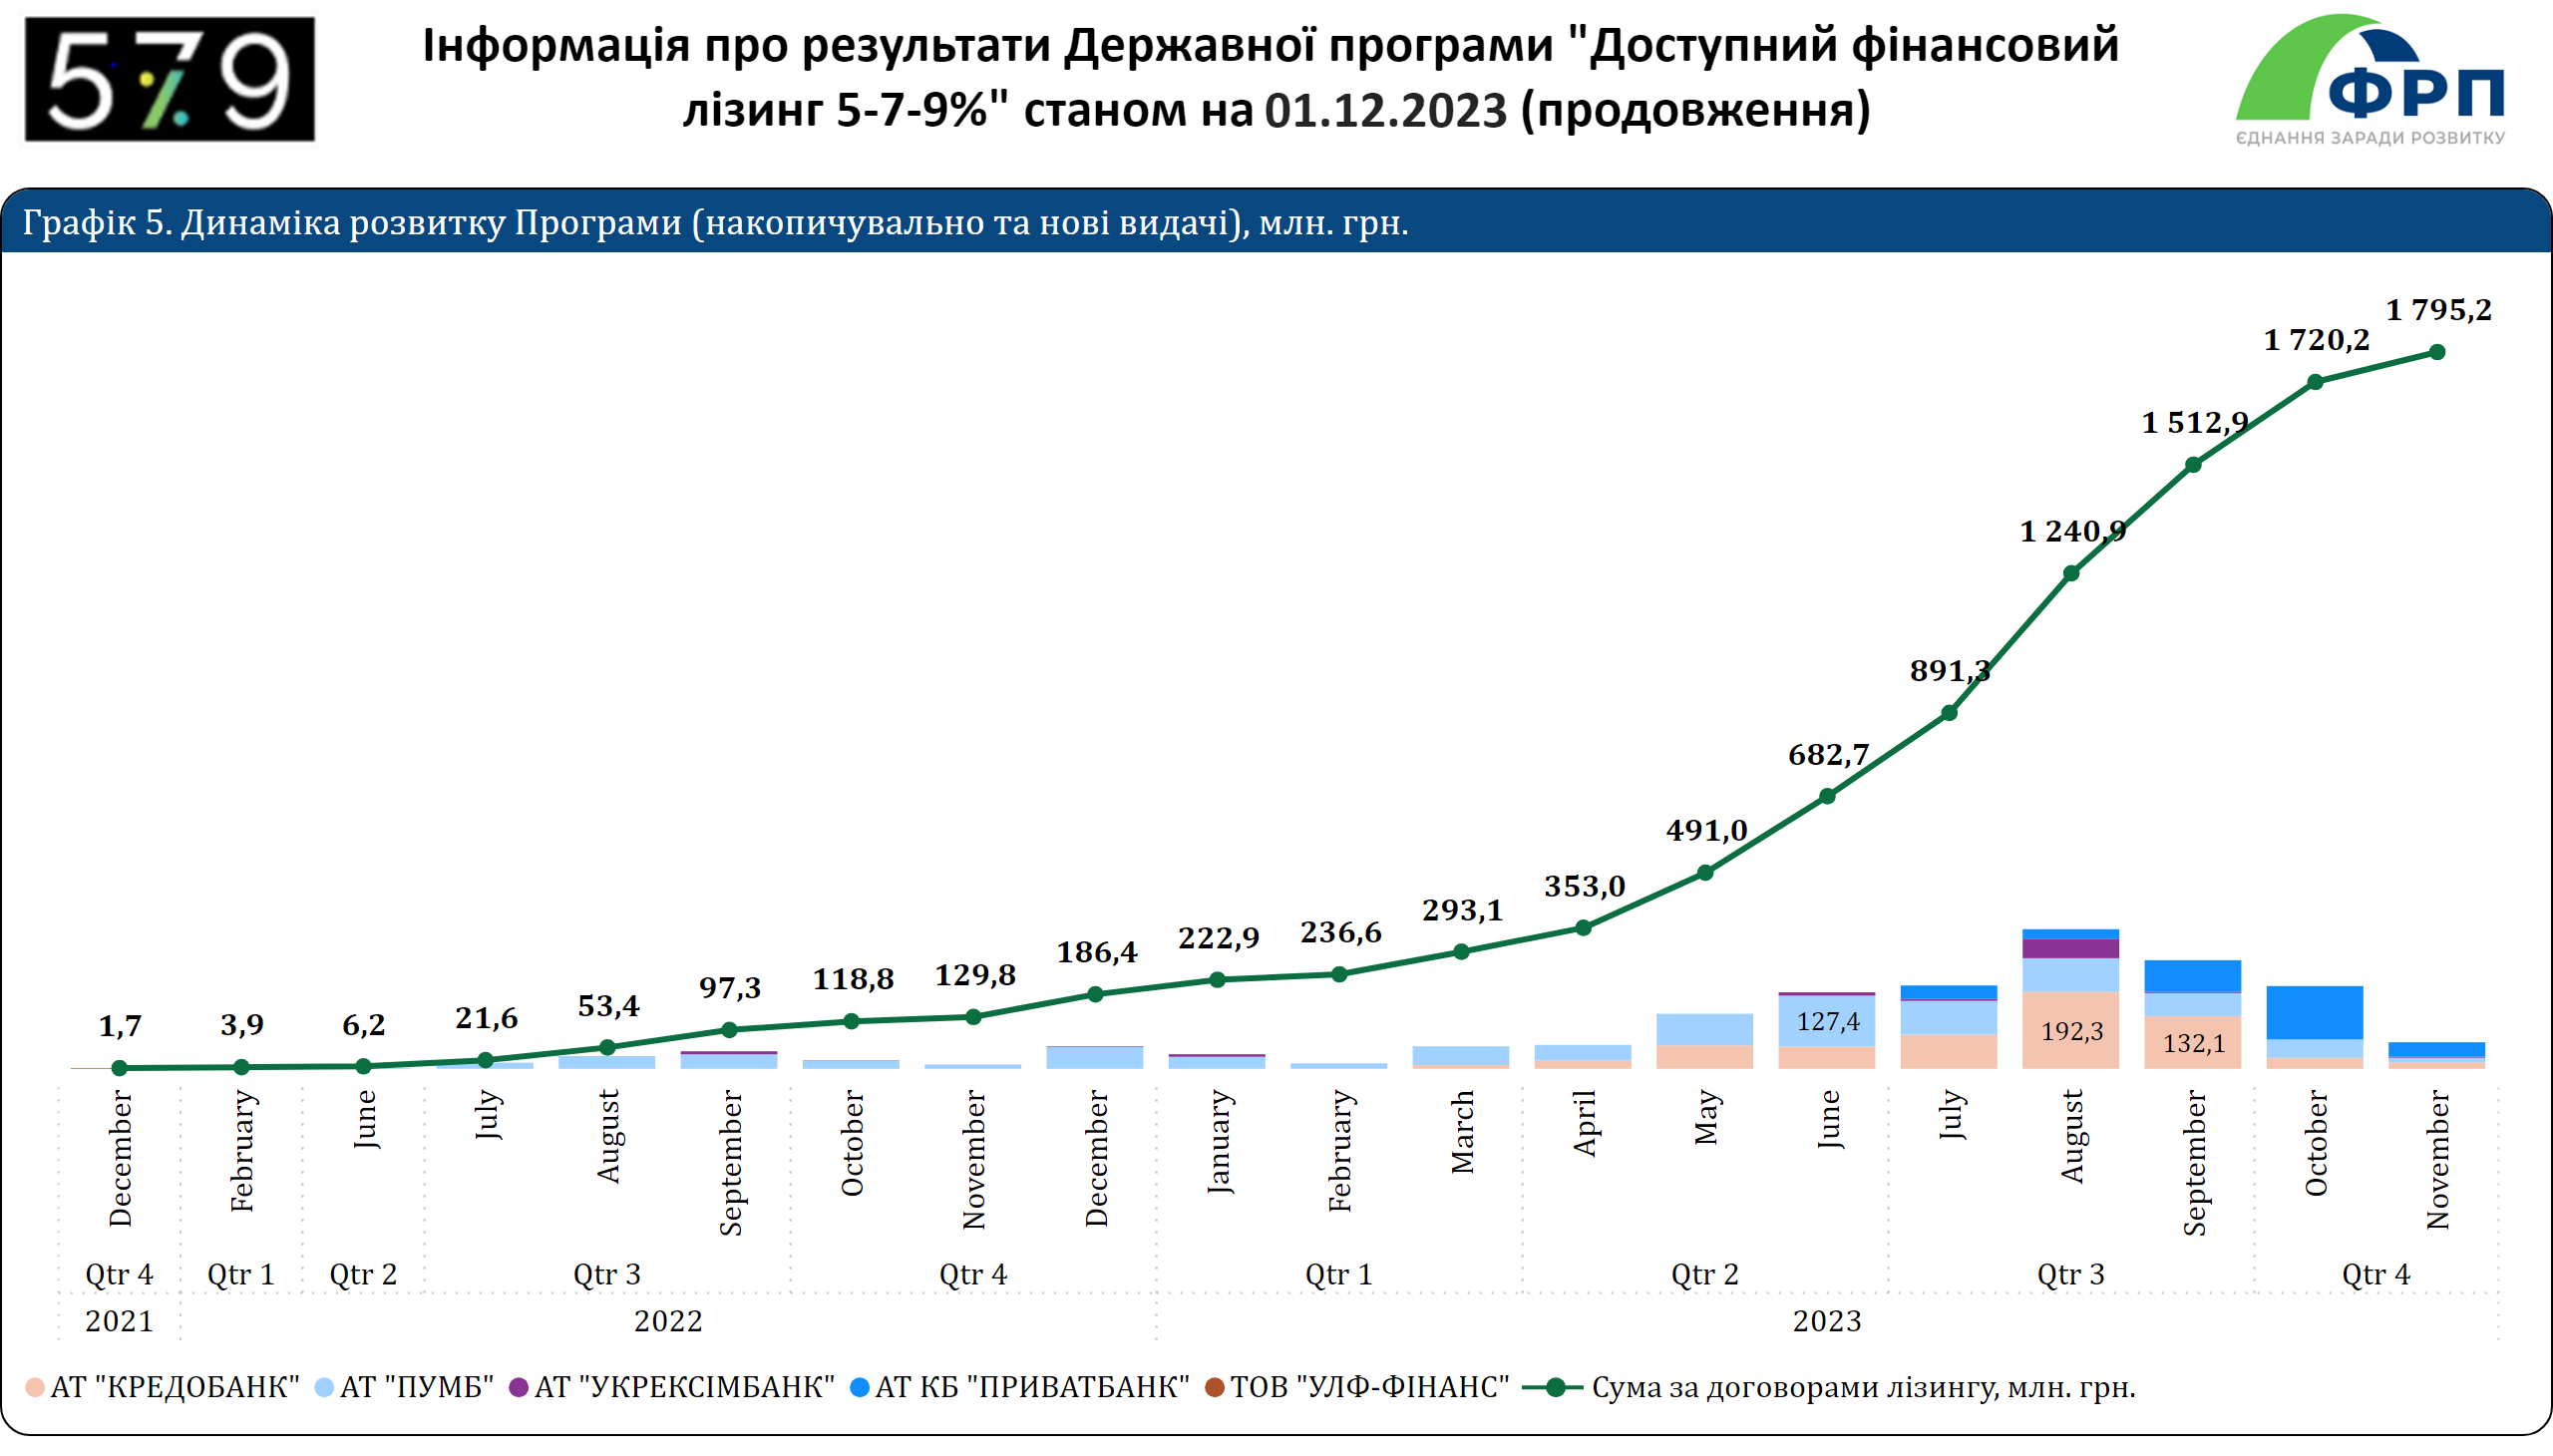 579
Інформація про результати Державної програми "Доступний фінансовий
лізинг 5-7-9%" станом на 01.12.2023 (продовження)
ФРП
ЄДНАННЯ ЗАРАДИ РОЗВИТКУ
Графік 5. Динаміка розвитку Програми (накопичувально та нові видачі), млн. грн.
1,7
3,9
6,2
21,6
53,4
97,3
118,8
129,8
186,4
222,9
236,6
293,1
353,0
491,0
682,7
891,3
1 240,9
1 512,9
1 720,2
1 795,2
127,4
192,3
132,1
December
February
June
July
August
September
October
November
December
January
February
March
April
May
June
July
August
September
October
November
Qtr 4
Qtr 1
Qtr 2
Qtr 3
Qtr 4
Qtr 1
Qtr 2
Qtr 3
Qtr 4
2021
2022
2023
АТ "КРЕДОБАНК" АТ "ПУМБ" АТ "УКРЕКСІМБАНК" АТ КБ "ПРИВАТБАНК" ТОВ "УЛФ-ФІНАНС" Сума за договорами лізингу, млн. грн.